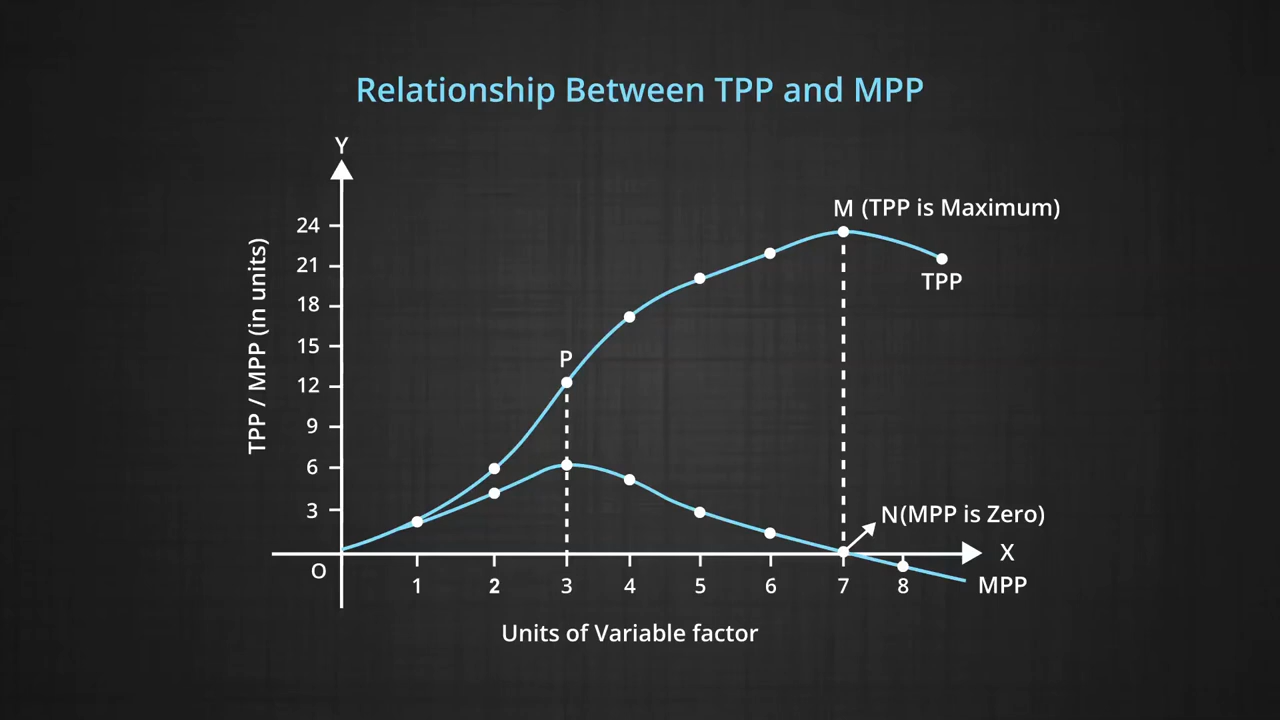 Relationship Between TPP and MPP
Y
M (TPP is Maximum)
24
21
18
15
12
9
6
3
TPP / MPP (in units)
TPP
P
N(MPP is Zero)
X
O
1 2 3 4 5 6 7 8
MPP
Units of Variable factor